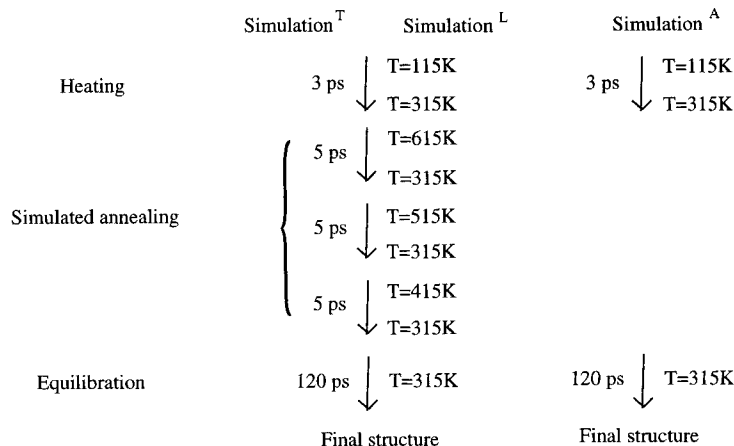 Simulation T Simulation L Simulation A
T=115K T=115K
Heating 3 ps 3 ps
T=315K T=315K
T=615K
5 ps
T=315K
T=515K
Simulated annealing 5 ps
T=315K
T=415K
5 ps
T=315K
Equilibration 120 ps T=315K 120 ps T=315K
Final structure Final structure